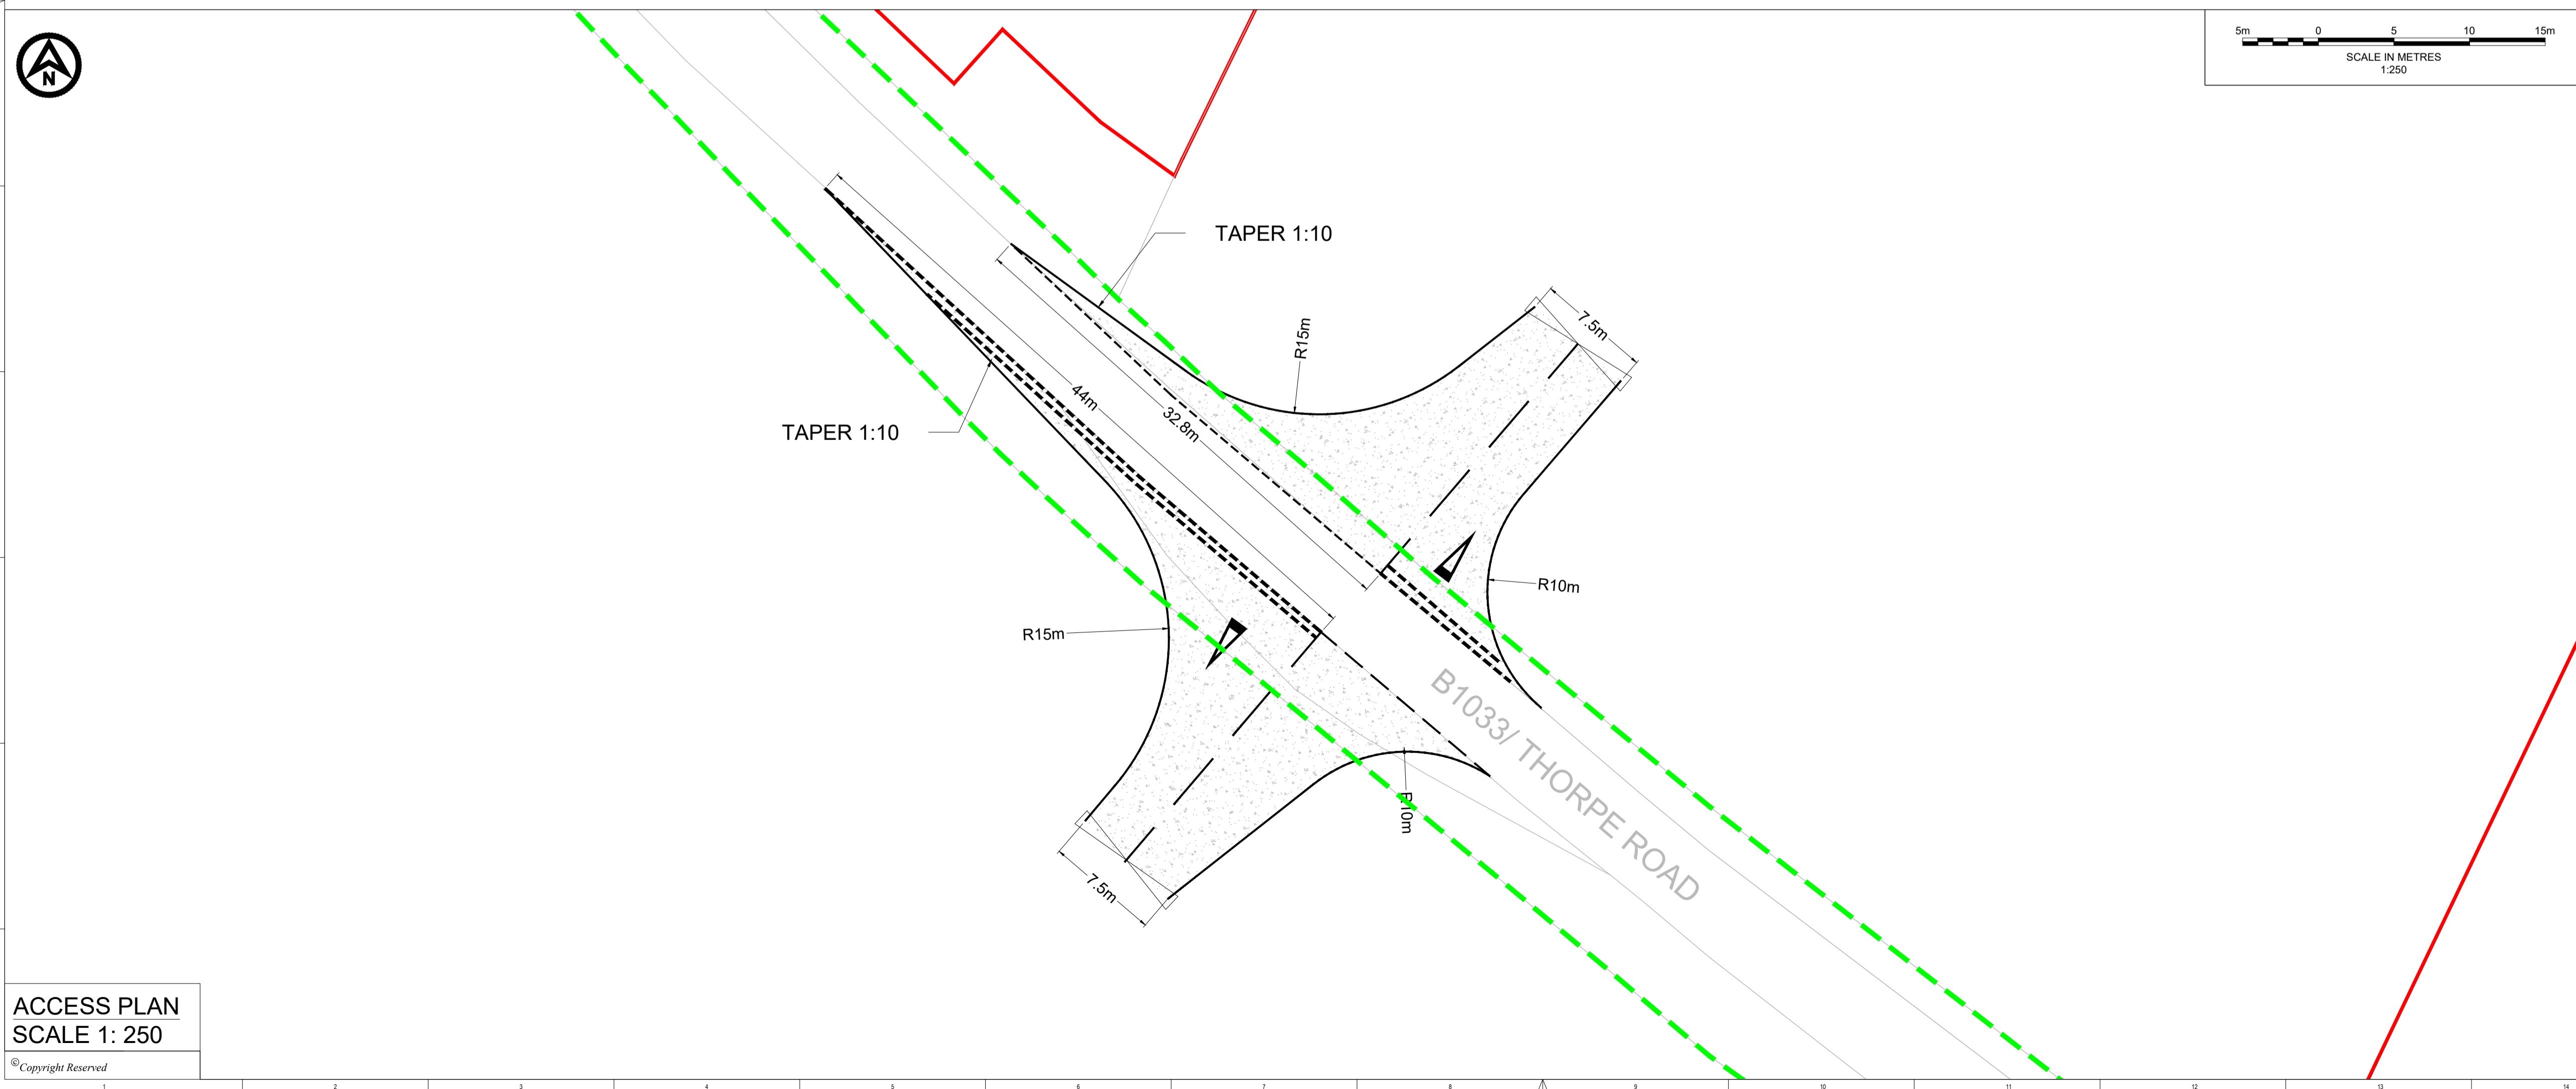 N
5m 0 5 10 15m
SCALE IN METRES
1:250
TAPER 1:10
7.5m
R15m
44m
32.8m
TAPER 1:10
R10m
R15m
B1033/ THORPE ROAD
R10m
7.5m
ACCESS PLAN
SCALE 1: 250
©Copyright Reserved
1 2 3 4 5 6 7 8 9 10 11 12 13 14